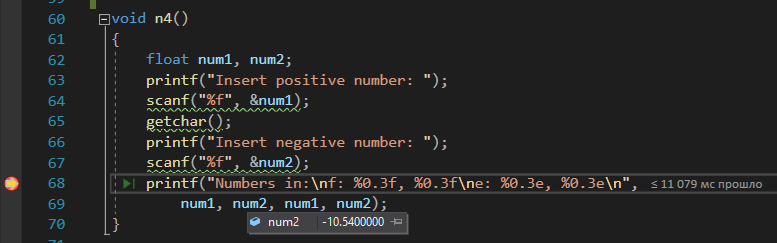 60 void n4()
61 {
62 float num1, num2;
63 printf("Insert positive number: ");
64 scanf("%f", &num1);
65 getchar();
66 printf("Insert negative number: ");
67 scanf("%f", &num2);
68 printf("Numbers in:\nf: %0.3f, %0.3f\ne: %0.3e, %0.3e\n", ≤ 11 079 мс прошло
69 num1, num2, num1, num2);
70 } num2 -10.5400000